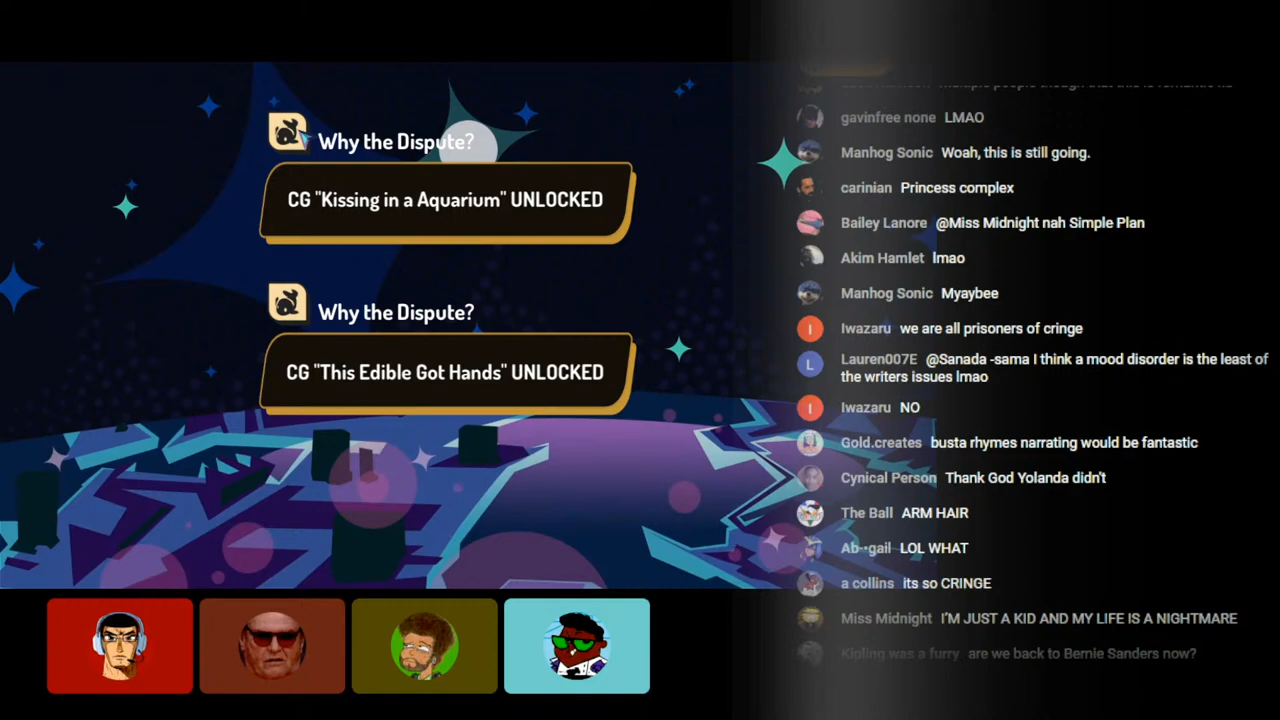 Why the Dispute?
CG "Kissing in a Aquarium" UNLOCKED
Why the Dispute?
CG "This Edible Got Hands" UNLOCKED
gavinfree none LMAO
Manhog Sonic Woah, this is still going.
carinian Princess complex
Bailey Lanore @Miss Midnight nah Simple Plan
Akim Hamlet lmao
Manhog Sonic Myaybee
I Iwazaru we are all prisoners of cringe
L Lauren007E @Sanada -sama I think a mood disorder is the least of
the writers issues lmao
I Iwazaru NO
Gold.creates busta rhymes narrating would be fantastic
Cynical Person Thank God Yolanda didn't
The Ball ARM HAIR
LOL WHAT
a collins its so CRINGE
Miss Midnight I'M JUST A KID AND MY LIFE IS A NIGHTMARE
Kipling was a furry are we back to Bernie Sanders now?